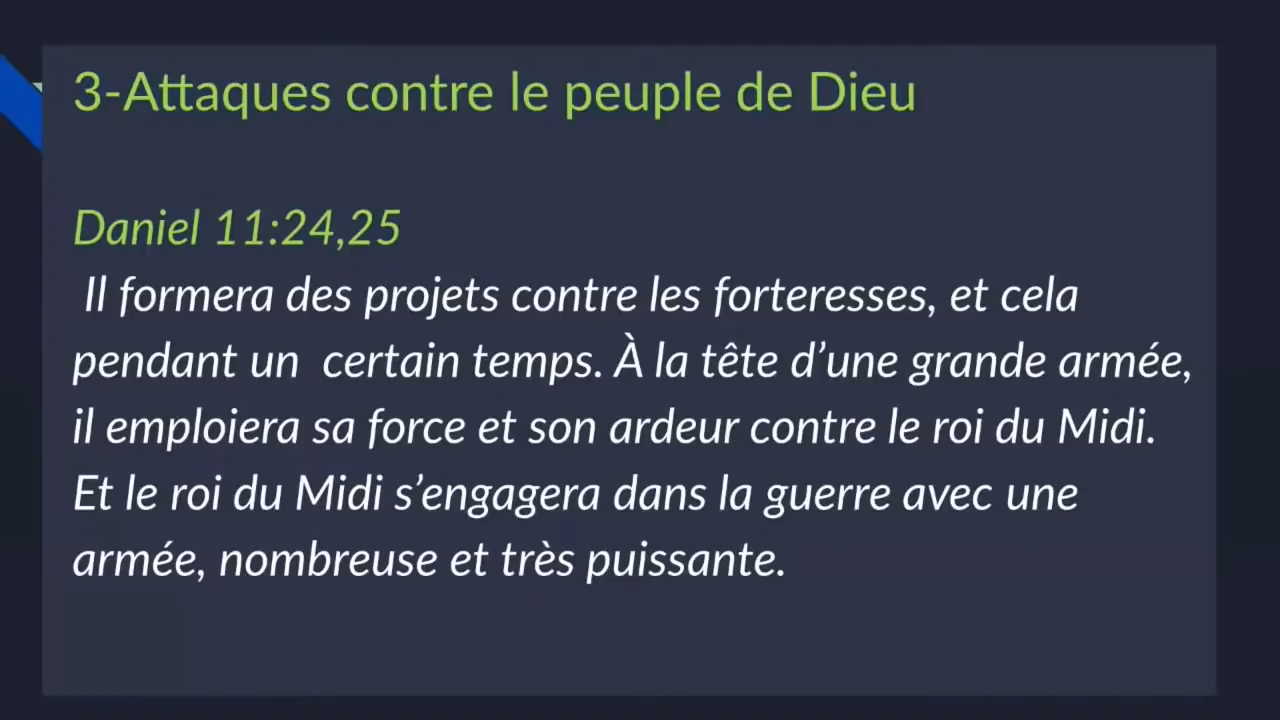 3-Attaques contre le peuple de Dieu
Daniel 11:24,25
Il formera des projets contre les forteresses, et cela
pendant un  certain temps. À la tête d’une grande armée,
il emploiera sa force et son ardeur contre le roi du Midi.
Et le roi du Midi s’engagera dans la guerre avec une
armée, nombreuse et très puissante.